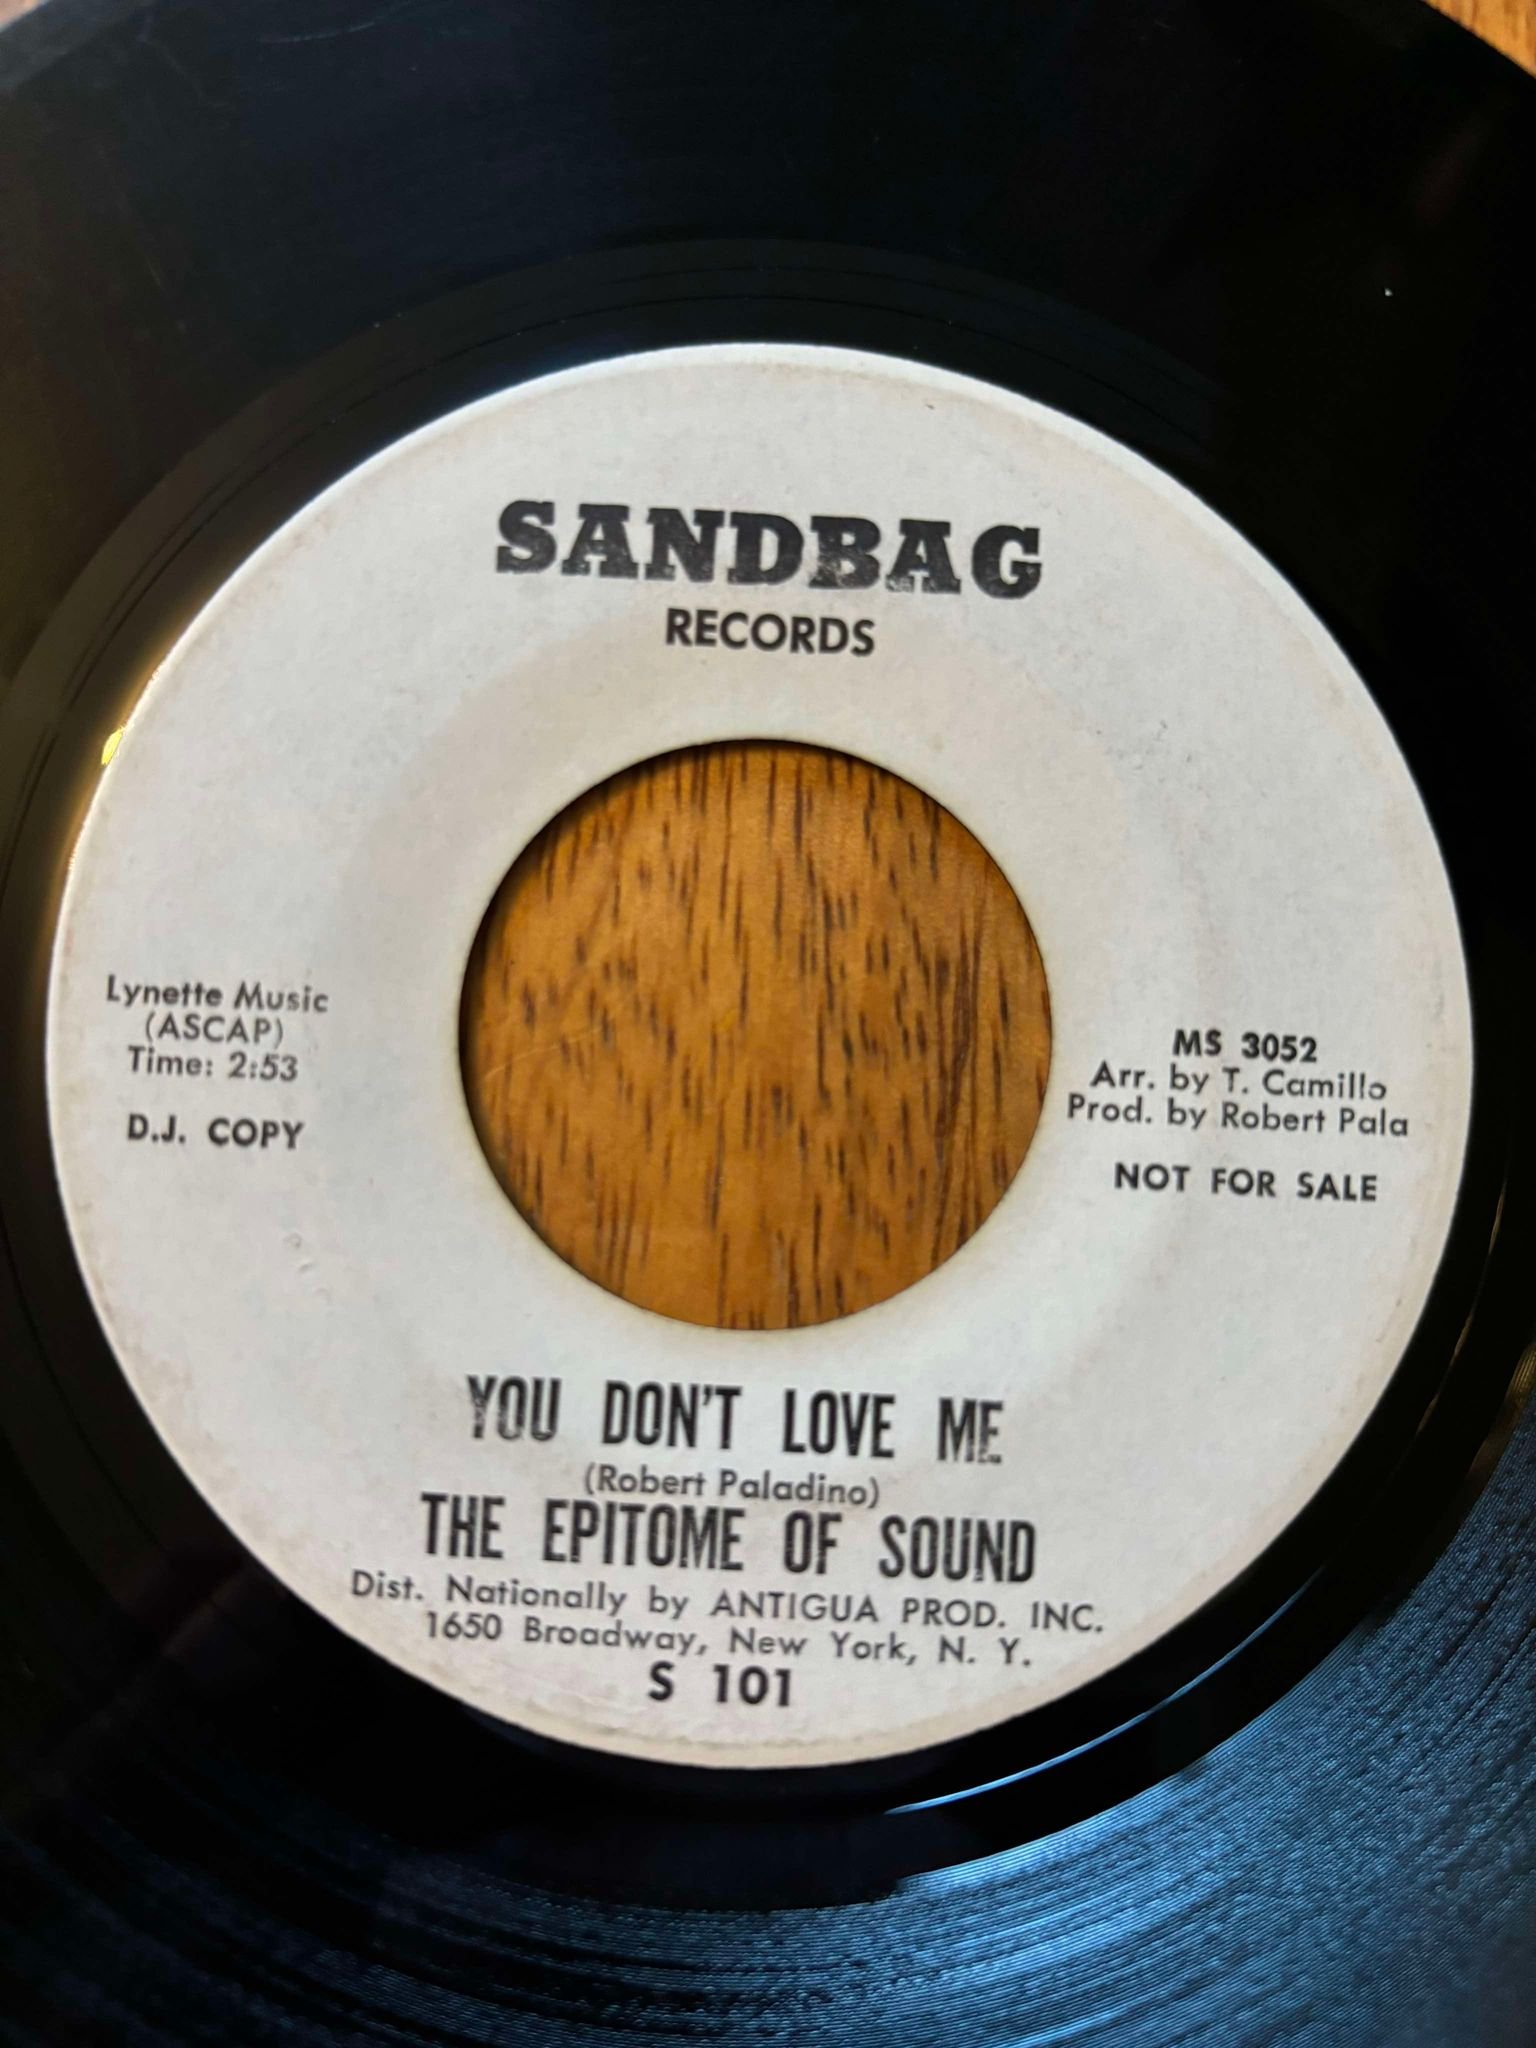 SANDBAG
RECORDS
Lynette Music
(ASCAP)
Time: 2:53
D.J. COPY
MS 3052
Arr. by T. Camillo
Prod. by Robert Pala
NOT FOR SALE
YOU DON'T LOVE ME
(Robert Paladino)
THE EPITOME OF SOUND
Dist. Nationally by ANTIGUA PROD. INC.
1650 Broadway, New York, N. Y.
S 101